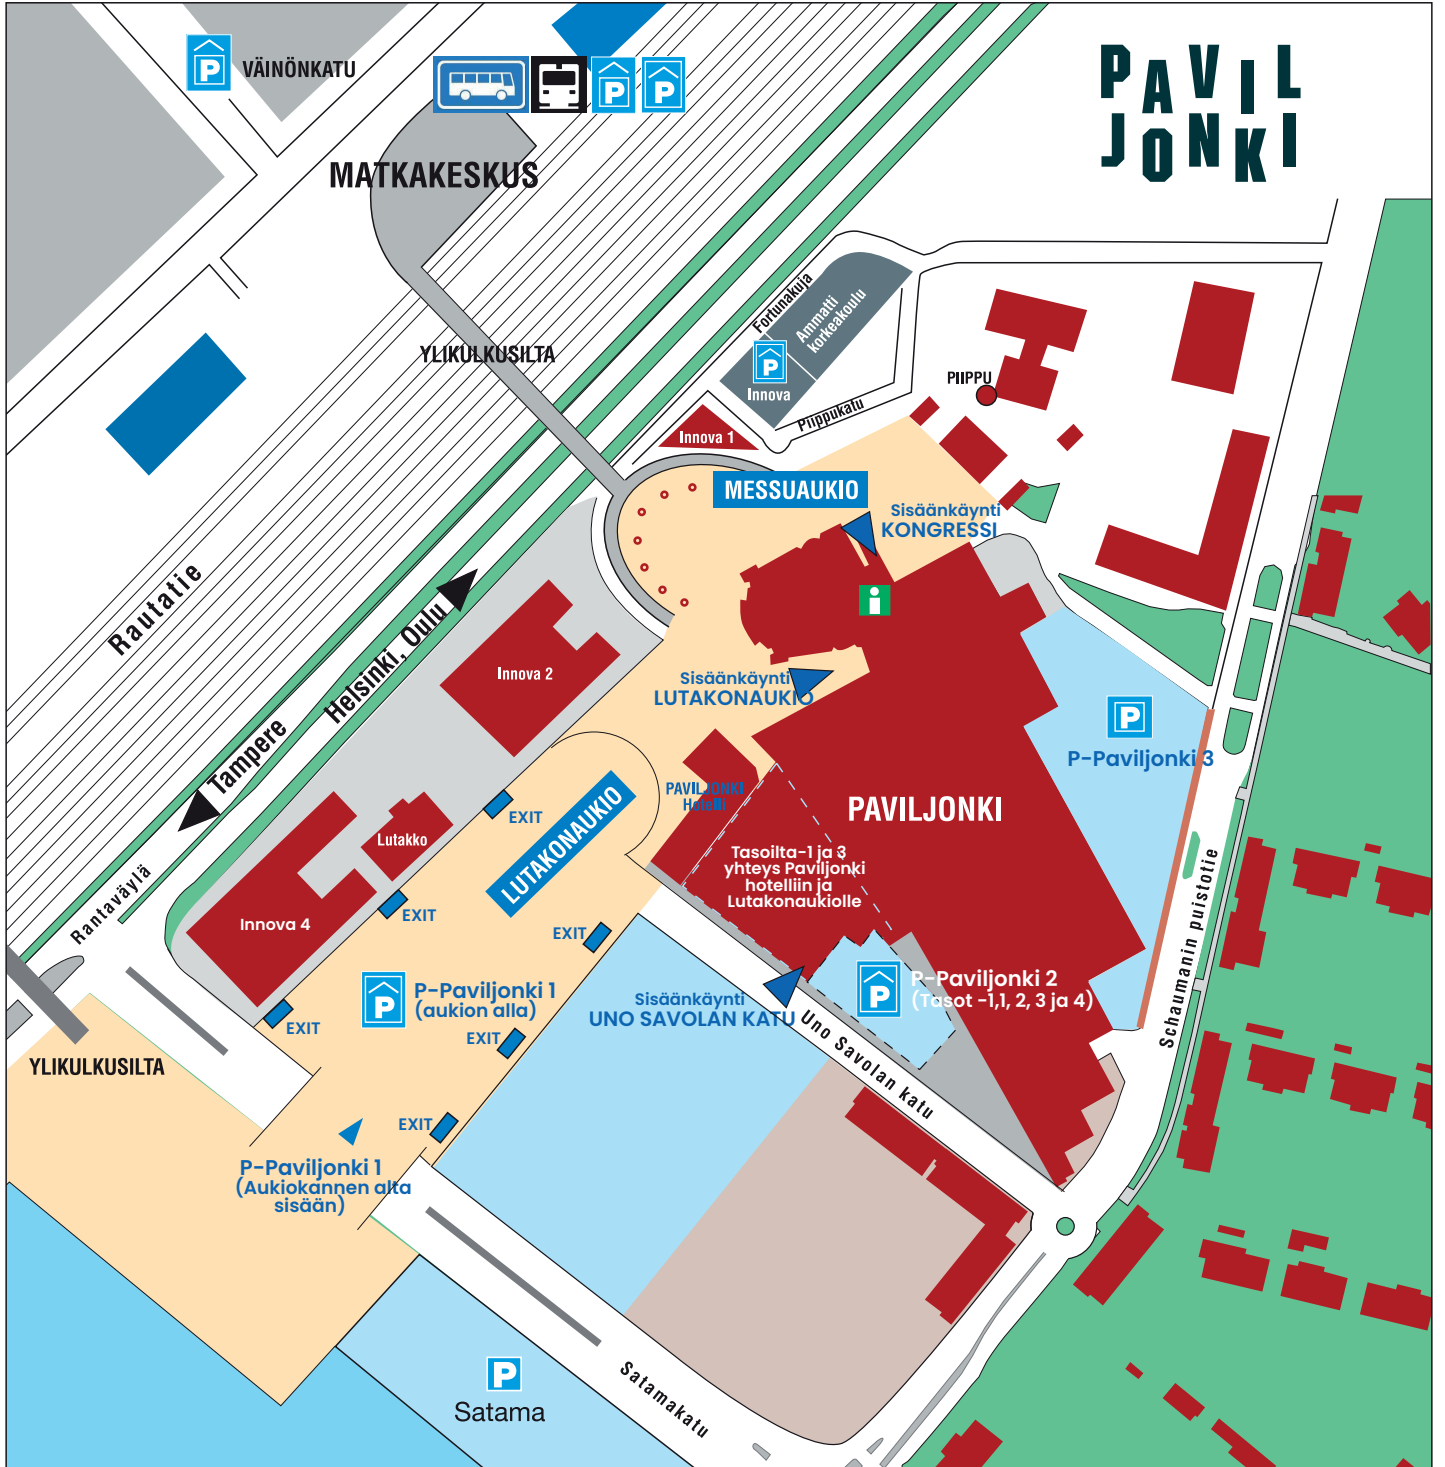 P
VÄINÖNKATU
P
P
PAVIL
JONKI
MATKAKESKUS
Fortunakuja
Ammatti
korkeakoulu
YLIKULKUSILTA
P
Innova
PIIPPU
Piippukatu
Innova 1
MESSUAUKIO
Sisäänkäynti
KONGRESSI
i
Rautatie
Helsinki, Oulu
Innova 2
Sisäänkäynti
LUTAKONAUKIO
P
P-Paviljonki 3
Tampere
PAVILJONKI
Hotelli
PAVILJONKI
EXIT
LUTAKONAUKIO
Lutakko
Tasoilta-1 ja 3
yhteys Paviljonki
hotelliin ja
Lutakonaukiolle
Rantaväylä
Innova 4
EXIT
EXIT
Schaumanin puistotie
P
P-Paviljonki 1
(aukion alla)
P
P-Paviljonki 2
(Tasot -1,1, 2, 3 ja 4)
Sisäänkäynti
UNO SAVOLAN KATU
Uno Savolan katu
EXIT
EXIT
YLIKULKUSILTA
EXIT
P-Paviljonki 1
(Aukiokannen alta
sisään)
P
Satama
Satamakatu